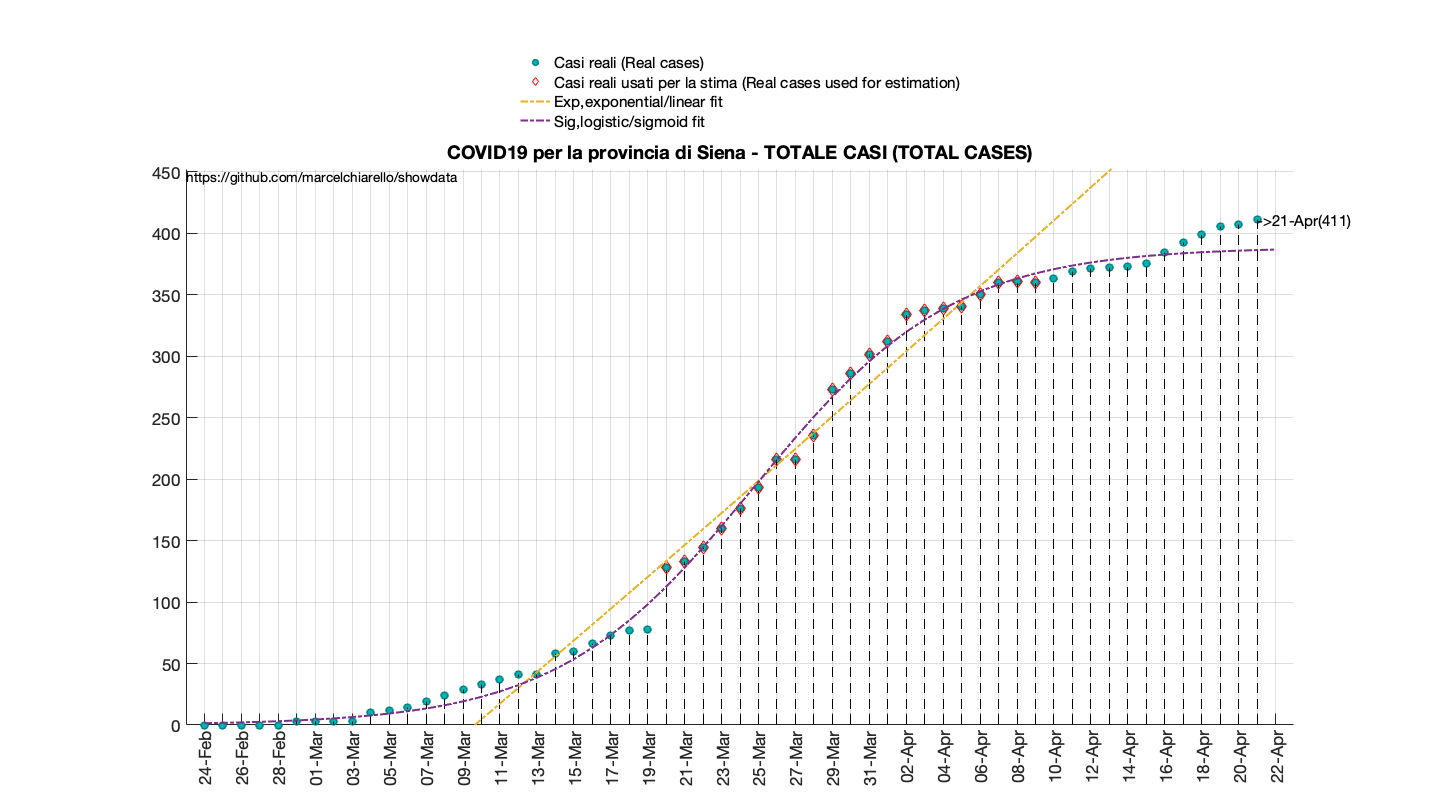 Casi reali (Real cases)
Casi reali usati per la stima (Real cases used for estimation)
Exp,exponential/linear fit
Sig,logistic/sigmoid fit
COVID19 per la provincia di Siena - TOTALE CASI (TOTAL CASES)
https://github.com/marcelchiarello/showdata
450
400
350
300
250
200
150
100
50
0
->21-Apr(411)
24-Feb
26-Feb
28-Feb
01-Mar
03-Mar
05-Mar
07-Mar
09-Mar
11-Mar
13-Mar
15-Mar
17-Mar
19-Mar
21-Mar
23-Mar
25-Mar
27-Mar
29-Mar
31-Mar
02-Apr
04-Apr
06-Apr
08-Apr
10-Apr
12-Apr
14-Apr
16-Apr
18-Apr
20-Apr
22-Apr